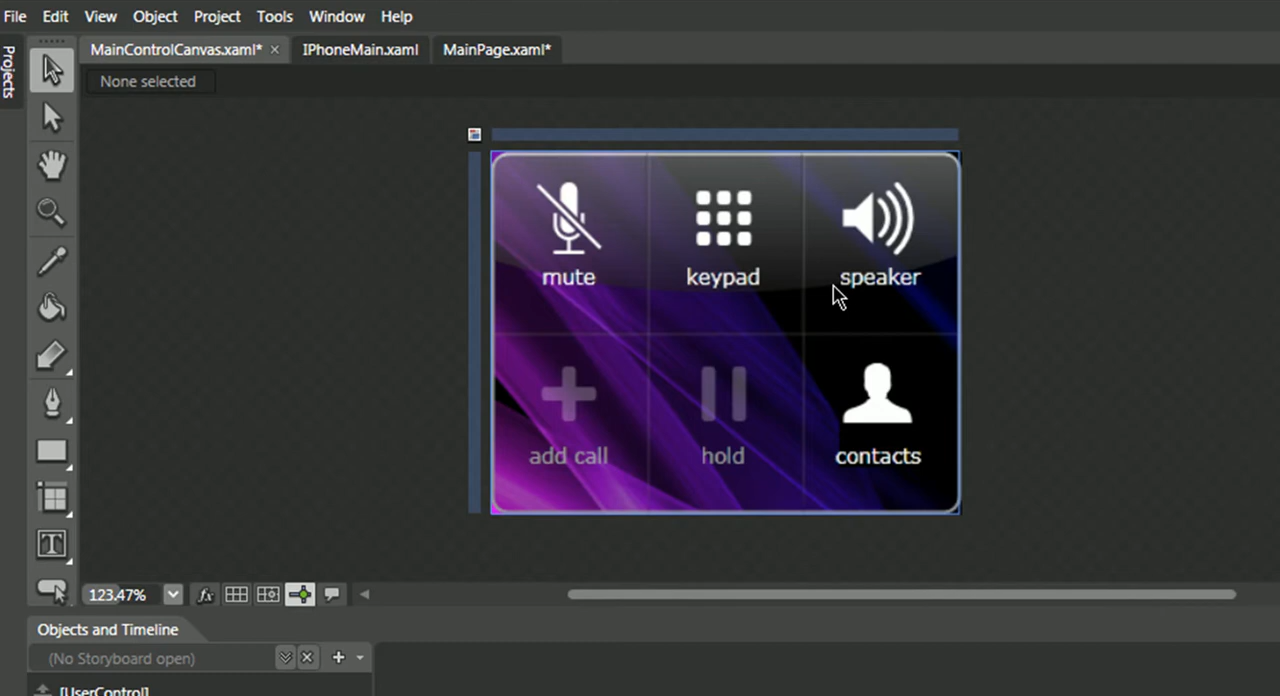 File Edit View Object Project Tools Window Help
Projects
MainControlCanvas.xaml* × IPhoneMain.xaml MainPage.xaml*
None selected
mute keypad speaker
add call hold contacts
T
123.47% fx
Objects and Timeline
(No Storyboard open)
[UserControl]